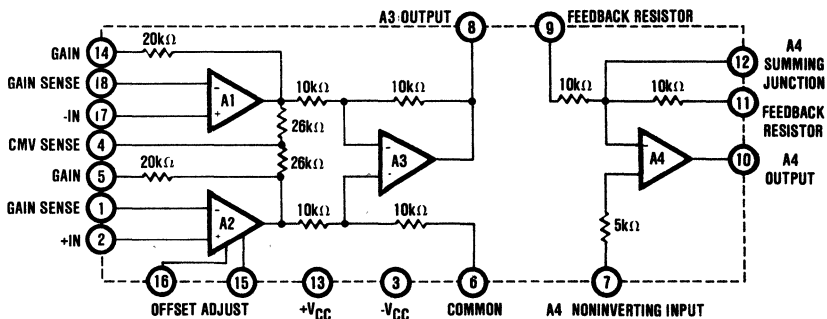 A3 OUTPUT
FEEDBACK RESISTOR
8
9
GAIN
14
20kΩ
A4
SUMMING
JUNCTION
12
GAIN SENSE
18
-
A1
+
10kΩ
10kΩ
10kΩ
10kΩ
11
FEEDBACK
RESISTOR
-IN
17
26kΩ
CMV SENSE
4
26kΩ
-
A3
-
-
A4
10
A4
OUTPUT
GAIN
5
20kΩ
GAIN SENSE
1
-
A2
+
10kΩ
10kΩ
5kΩ
+IN
2
16
15
13
3
6
7
OFFSET ADJUST
+VCC
-VCC
COMMON
A4 NONINVERTING INPUT